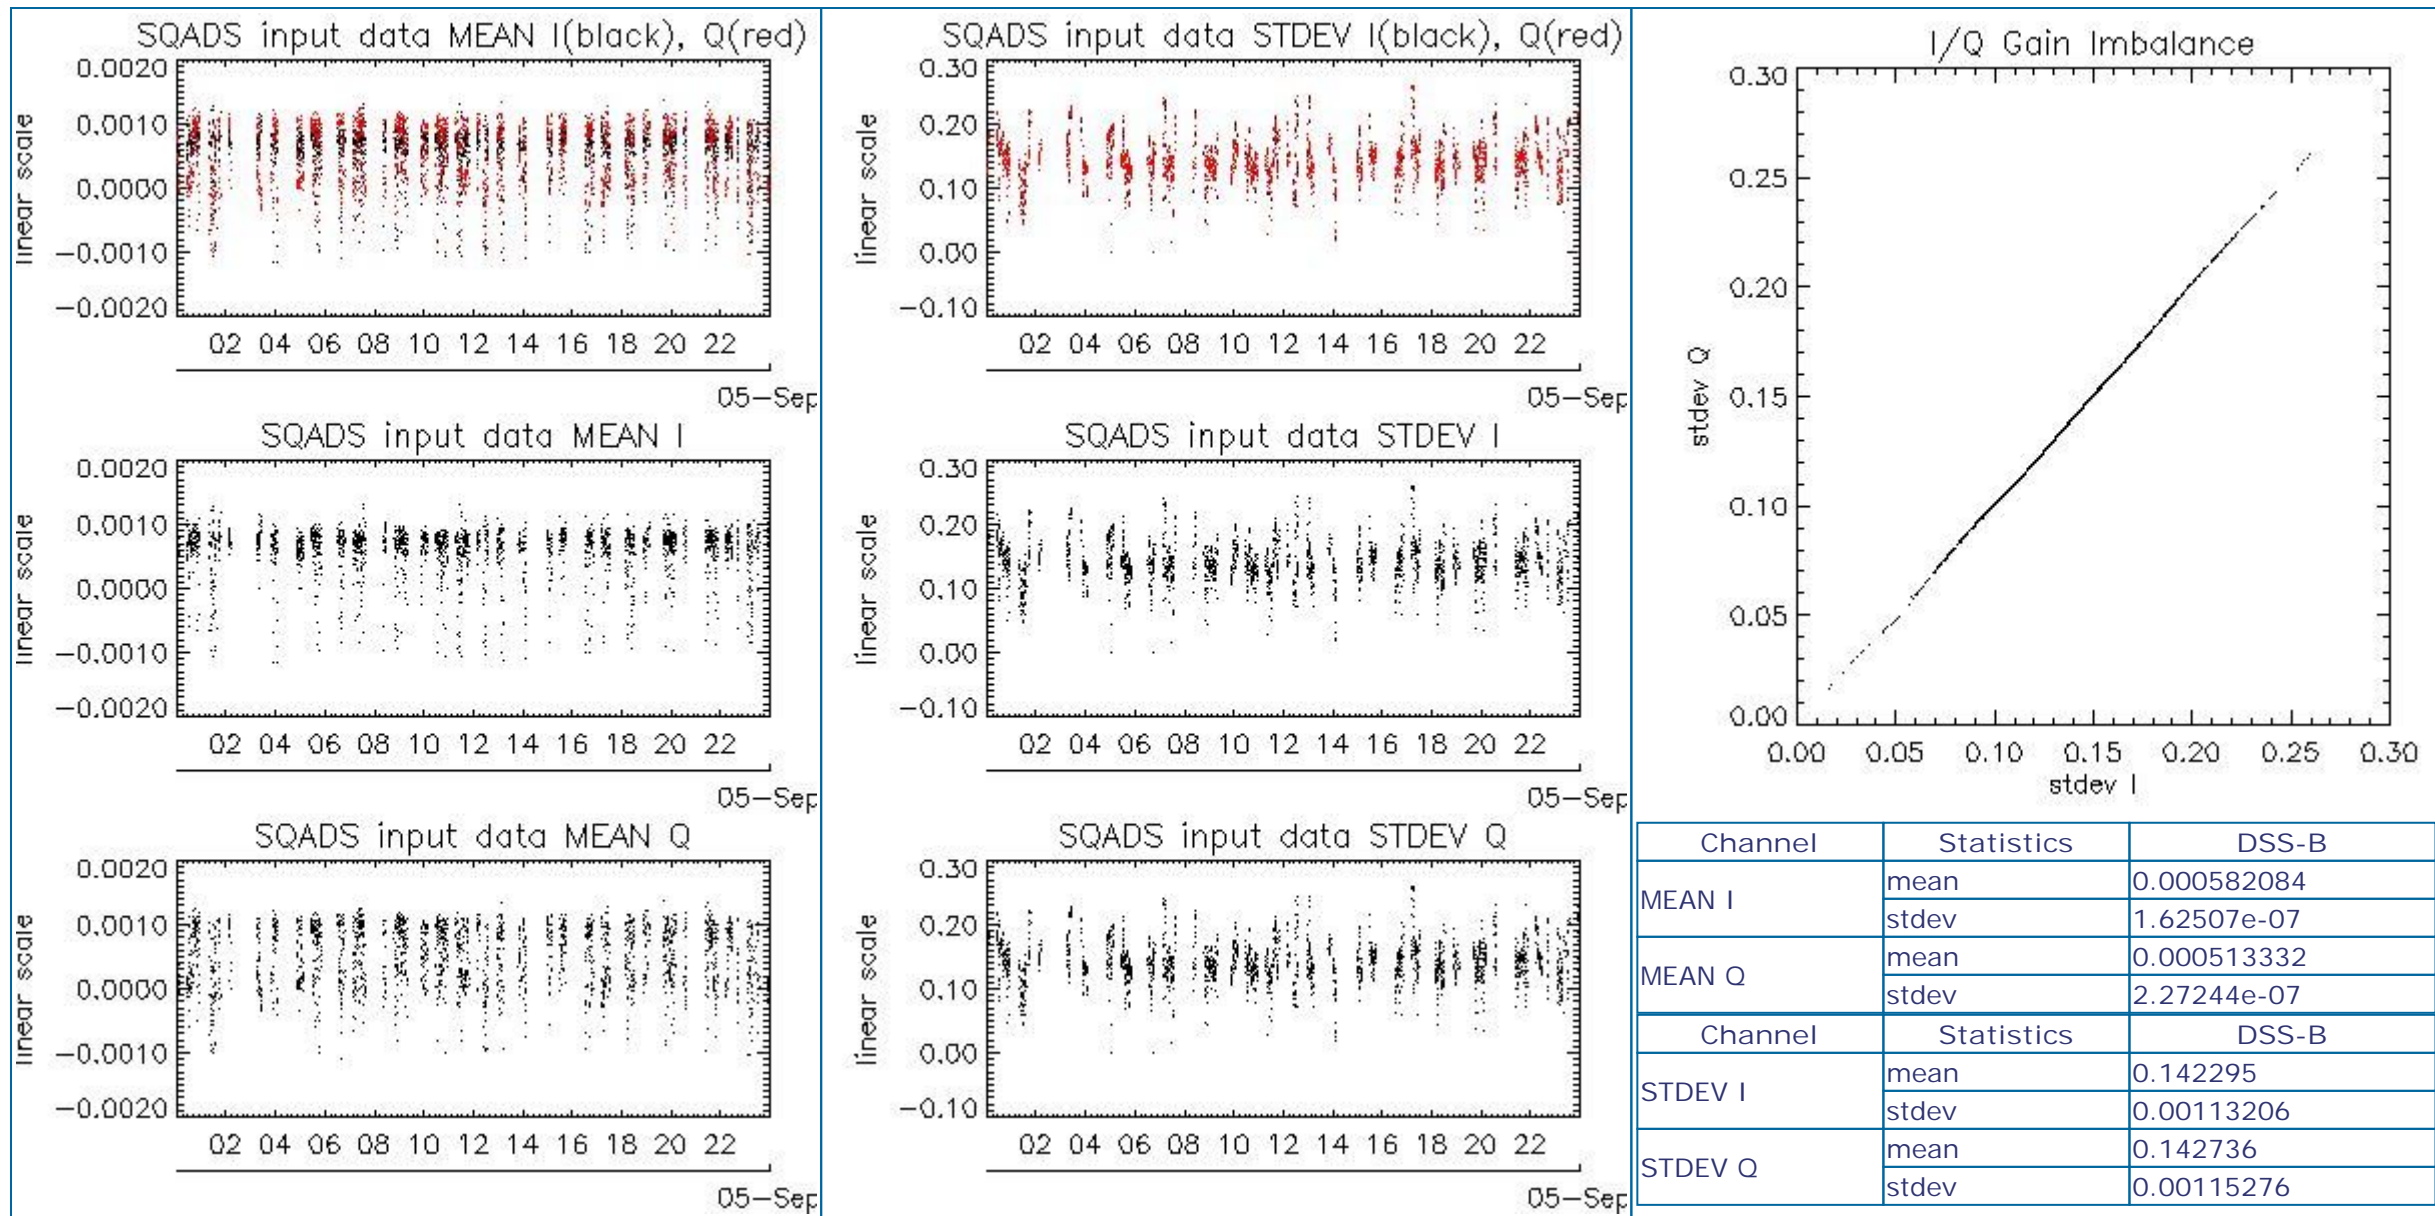 SQADS input data MEAN I(black), Q(red)
0.0020
0.0010
0.0000
-0.0010
-0.0020
linear scale
02 04 06 08 10 12 14 16 18 20 22
05-Sep
SQADS input data MEAN I
0.0020
0.0010
0.0000
-0.0010
-0.0020
linear scale
02 04 06 08 10 12 14 16 18 20 22
05-Sep
SQADS input data MEAN Q
0.0020
0.0010
0.0000
-0.0010
-0.0020
linear scale
02 04 06 08 10 12 14 16 18 20 22
05-Sep
SQADS input data STDEV I(black), Q(red)
0.30
0.20
0.10
0.00
-0.10
linear scale
02 04 06 08 10 12 14 16 18 20 22
05-Sep
SQADS input data STDEV I
0.30
0.20
0.10
0.00
-0.10
linear scale
02 04 06 08 10 12 14 16 18 20 22
05-Sep
SQADS input data STDEV Q
0.30
0.20
0.10
0.00
-0.10
linear scale
02 04 06 08 10 12 14 16 18 20 22
05-Sep
I/Q Gain Imbalance
0.30
0.25
0.20
0.15
0.10
0.05
0.00
stdev Q
0.00 0.05 0.10 0.15 0.20 0.25 0.30
stdev I
Channel Statistics DSS-B
MEAN I mean 0.000582084
stdev 1.62507e-07
MEAN Q mean 0.000513332
stdev 2.27244e-07
Channel Statistics DSS-B
STDEV I mean 0.142295
stdev 0.00113206
STDEV Q mean 0.142736
stdev 0.00115276